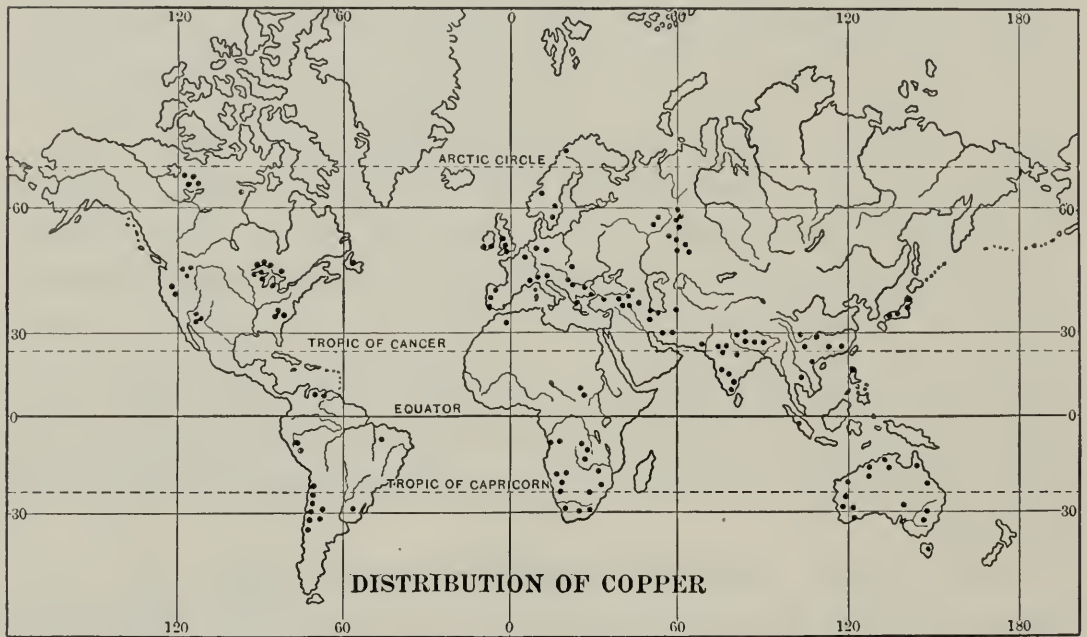 120 60 0 60 120 180
ARCTIC CIRCLE
60 60
30 30
TROPIC OF CANCER
0 EQUATOR 0
TROPIC OF CAPRICORN
30 30
DISTRIBUTION OF COPPER
120 60 0 60 120 180